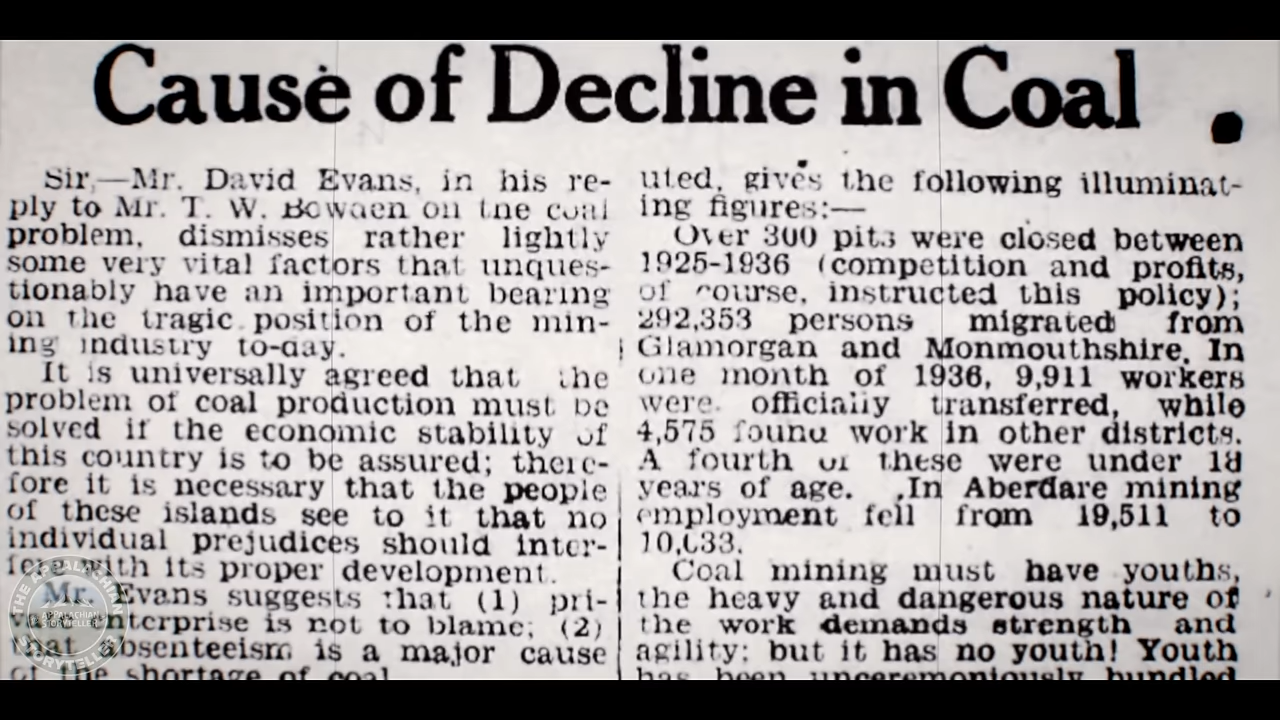 Cause of Decline in Coal
Sir,—Mr. David Evans, in his re-
ply to Mr. T. W. Bowden on the coal
problem, dismisses rather lightly
some very vital factors that unques-
tionably have an important bearing
on the tragic position of the min-
ing industry to-day.
It is universally agreed that the
problem of coal production must be
solved if the economic stability of
this country is to be assured; there-
fore it is necessary that the people
of these islands see to it that no
individual prejudices should inter-
fere with its proper development.
Mr. Evans suggests that (1) pri-
vate enterprise is not to blame; (2)
that absenteeism is a major cause
of the shortage of coal
uted, gives the following illuminat-
ing figures:—
Over 300 pits were closed between
1925-1936 (competition and profits,
of course, instructed this policy);
292,353 persons migrated from
Glamorgan and Monmouthshire. In
one month of 1936, 9,911 workers
were officially transferred, while
4,575 found work in other districts.
A fourth of these were under 18
years of age. In Aberdare mining
employment fell from 19,511 to
10,033.
Coal mining must have youths,
the heavy and dangerous nature of
the work demands strength and
agility; but it has no youth! Youth
has been unceremoniously bundled
THE APPALACHIAN
APPALACHIAN
STORYTELLER
STORYTELLER